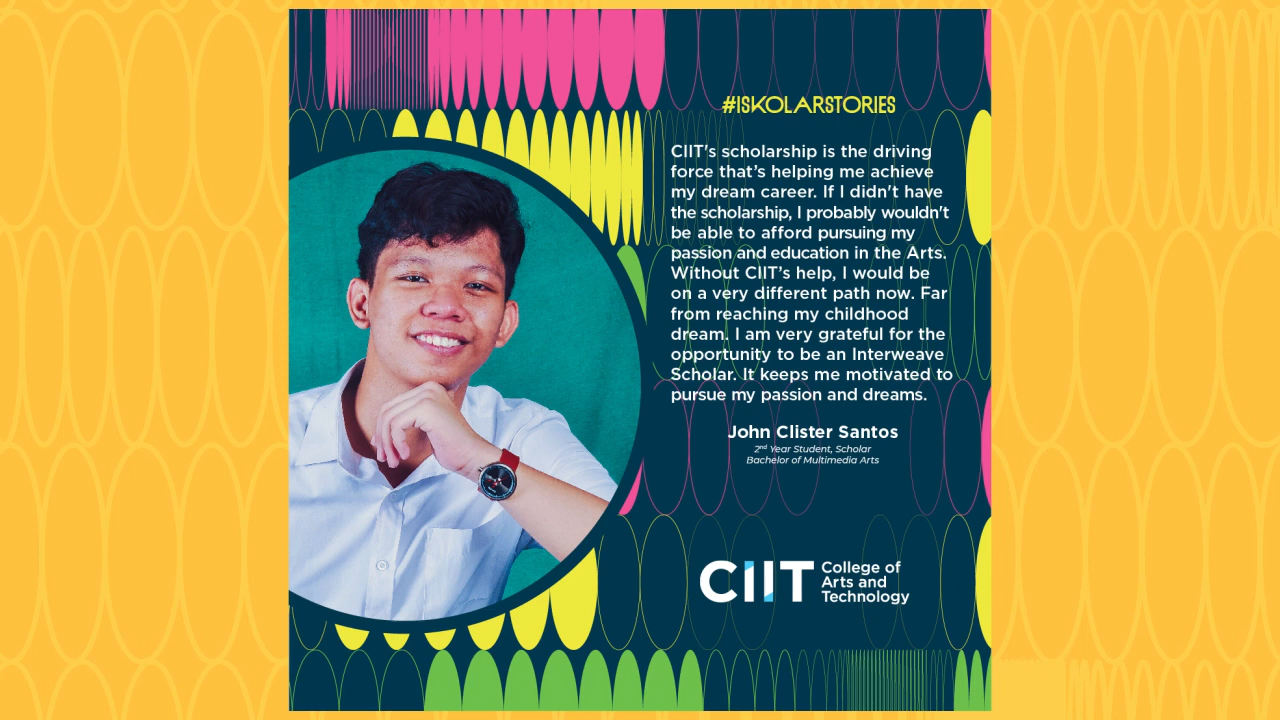 #ISKOLARSTORIES
CIIT's scholarship is the driving
force that's helping me achieve
my dream career. If I didn't have
the scholarship, I probably wouldn't
be able to afford pursuing my
passion and education in the Arts.
Without CIIT's help, I would be
on a very different path now. Far
from reaching my childhood
dream. I am very grateful for the
opportunity to be an Interweave
Scholar. It keeps me motivated to
pursue my passion and dreams.
John Clister Santos
2nd Year Student, Scholar
Bachelor of Multimedia Arts
CIIT College of
Arts and
Technology